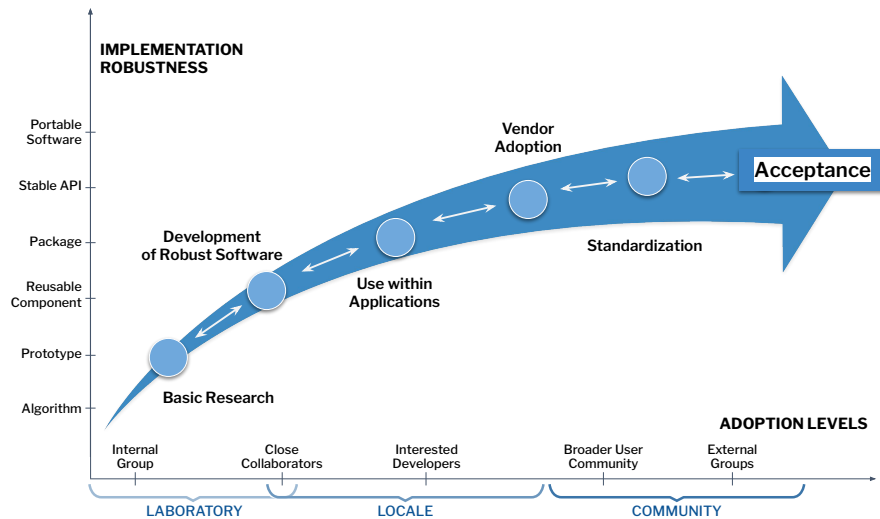 IMPLEMENTATION
ROBUSTNESS
Portable
Software
Stable API
Package
Reusable
Component
Prototype
Algorithm
Vendor
Adoption
Acceptance
Development
of Robust Software
Standardization
Use within
Applications
Basic Research
ADOPTION LEVELS
Internal
Group
Close
Collaborators
Interested
Developers
Broader User
Community
External
Groups
LABORATORY
LOCALE
COMMUNITY